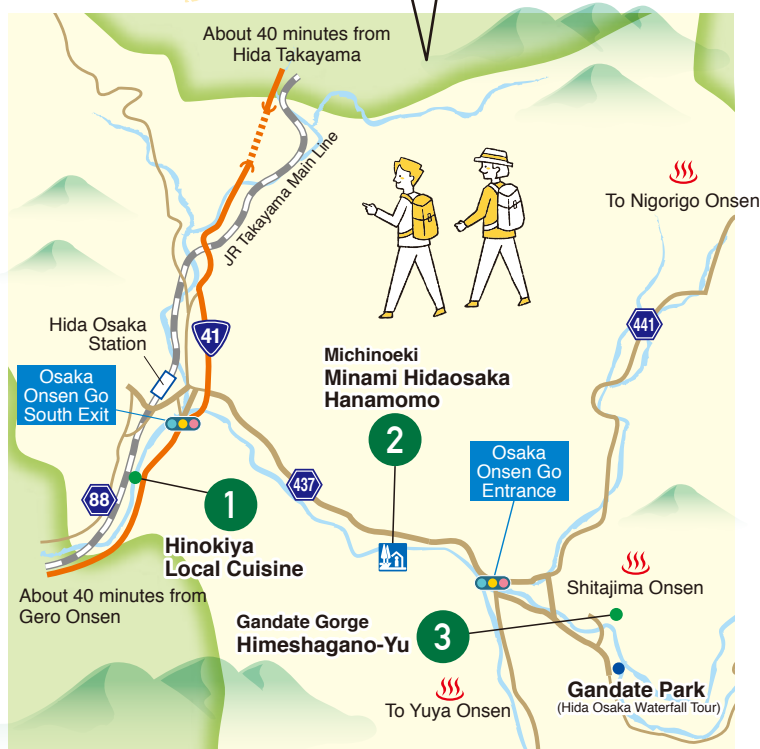 About 40 minutes from
Hida Takayama
JR Takayama Main Line
To Nigorigo Onsen
441
Hida Osaka
Station
41
Osaka
Onsen Go
South Exit
Michinoeki
Minami Hidaosaka
Hanamomo
2
Osaka
Onsen Go
Entrance
437
88
1
Hinokiya
Local Cuisine
About 40 minutes from
Gero Onsen
Shitajima Onsen
Gandate Gorge
Himeshagano-Yu
3
Gandate Park
(Hida Osaka Waterfall Tour)
To Yuya Onsen